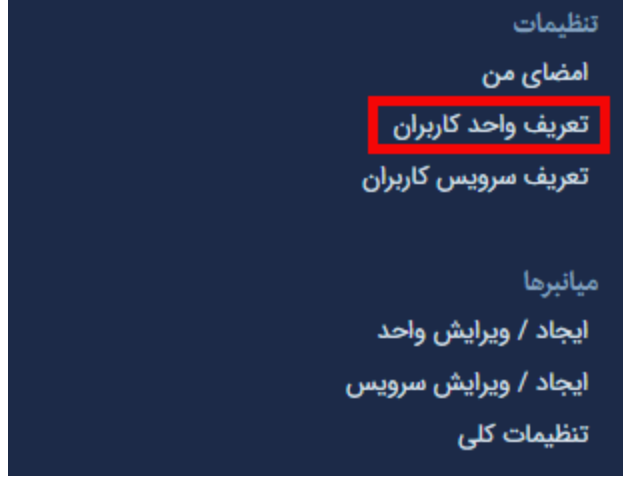 تنظیمات
امضای من
تعریف واحد کاربران
تعریف سرویس کاربران
میانبرها
ایجاد / ویرایش واحد
ایجاد / ویرایش سرویس
تنظیمات کلی